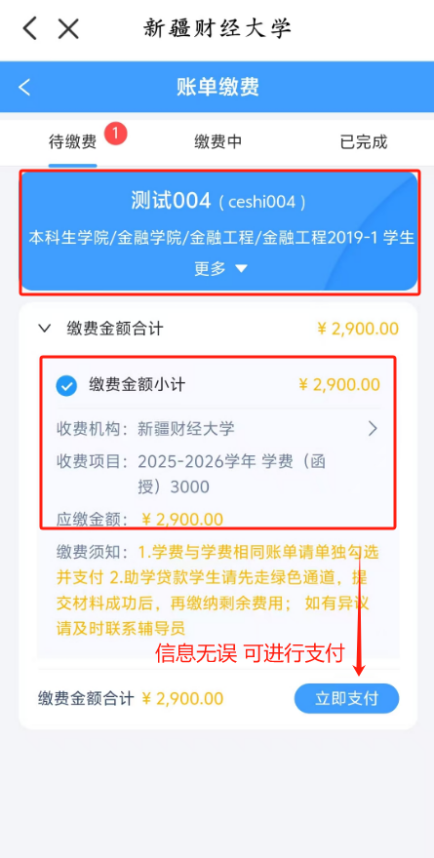 新疆财经大学
账单缴费
待缴费 1 缴费中 已完成
测试004 ( ceshi004 )
本科生学院/金融学院/金融工程/金融工程2019-1 学生
更多
缴费金额合计 ¥ 2,900.00
缴费金额小计 ¥ 2,900.00
收费机构：新疆财经大学
收费项目：2025-2026学年 学费（函
授）3000
应缴金额：¥ 2,900.00
缴费须知：1.学费与学费相同账单请单独勾选
并支付 2.助学贷款学生请先走绿色通道，提
交材料成功后，再缴纳剩余费用； 如有异议
请及时联系辅导员
信息无误 可进行支付
缴费金额合计 ¥ 2,900.00 立即支付